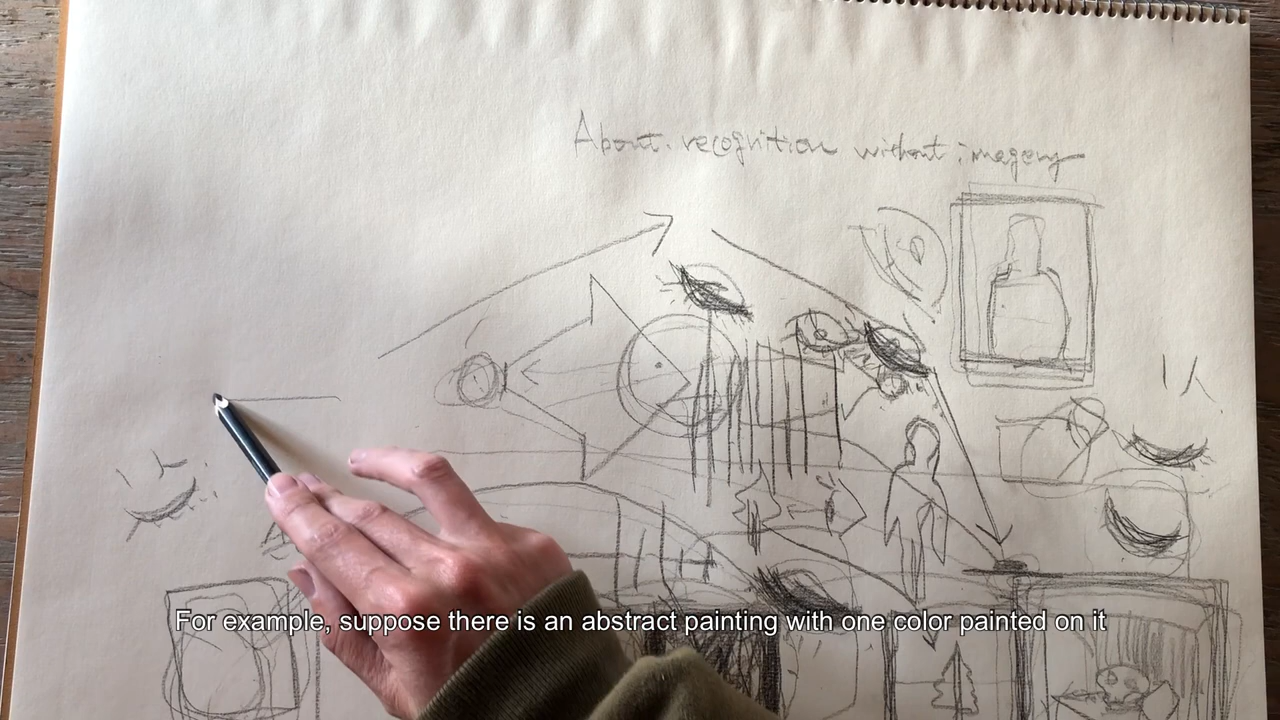 About recognition without imagery
For example, suppose there is an abstract painting with one color painted on it